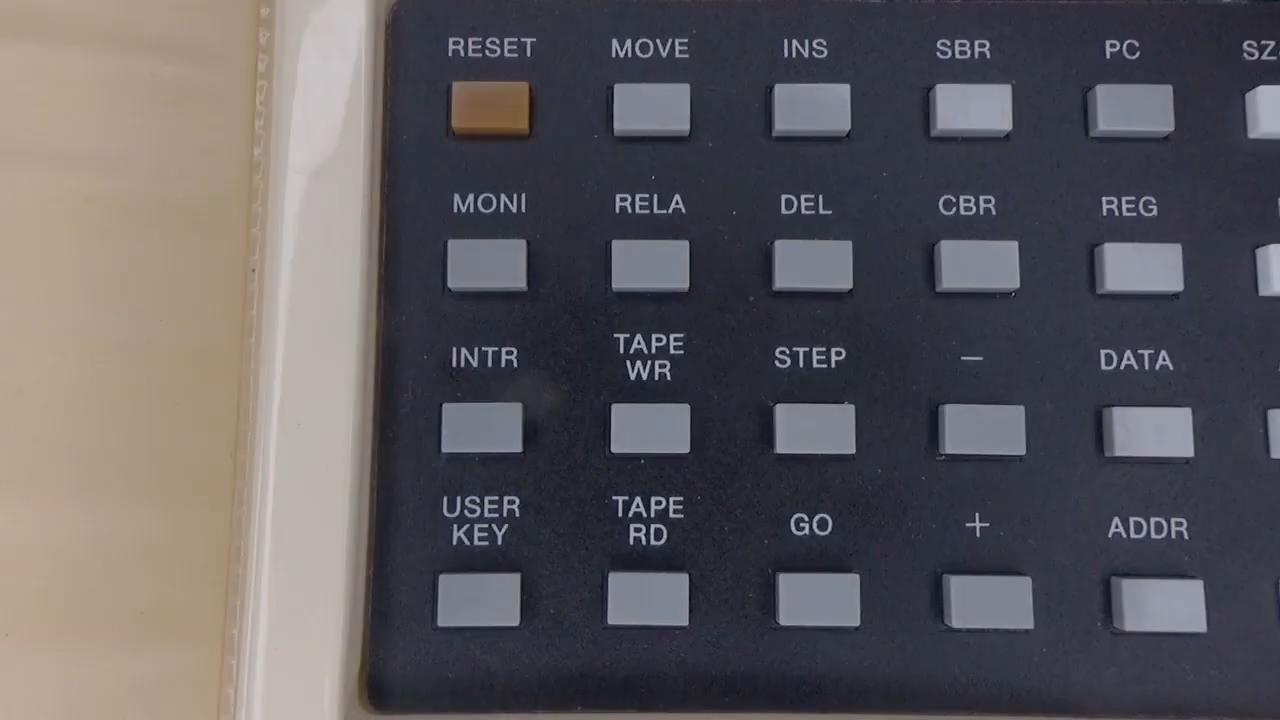 RESET MOVE INS SBR PC SZ
MONI RELA DEL CBR REG
INTR TAPE WR STEP − DATA
USER KEY TAPE RD GO + ADDR